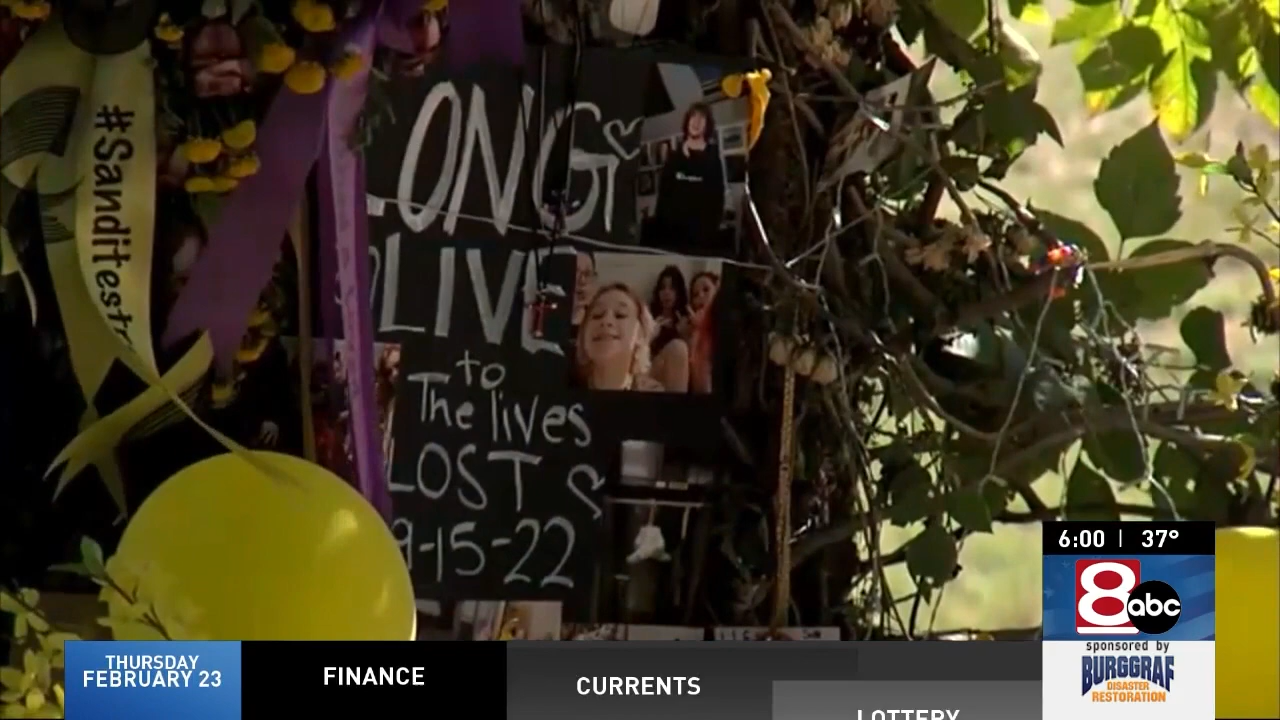 #Sanditestr
LONG
LIVE
to
The lives
LOST
9-15-22
6:00 | 37°
8 abc
sponsored by
BURGGRAF
DISASTER
RESTORATION
THURSDAY
FEBRUARY 23
FINANCE
CURRENTS
LOTTERY